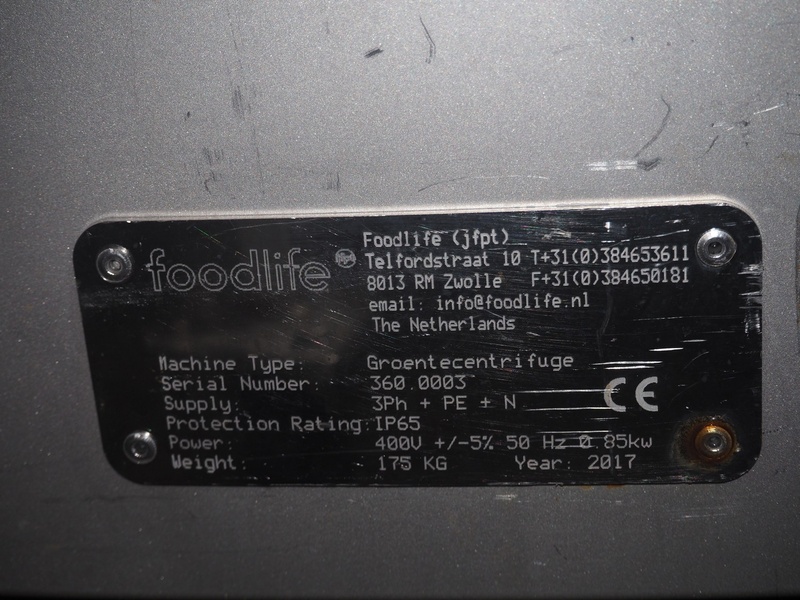 foodlife
Foodlife (jfpt)
Telfordstraat 10 T+31(0)384653611
8013 RM Zwolle F+31(0)384650181
email: info@foodlife.nl
The Netherlands
Machine Type: Groentecentrifuge
Serial Number: 360.0003
Supply: 3Ph + PE + N
Protection Rating: IP65
Power: 400V +/-5% 50 Hz 0.85kw
Weight: 175 KG Year: 2017
CE